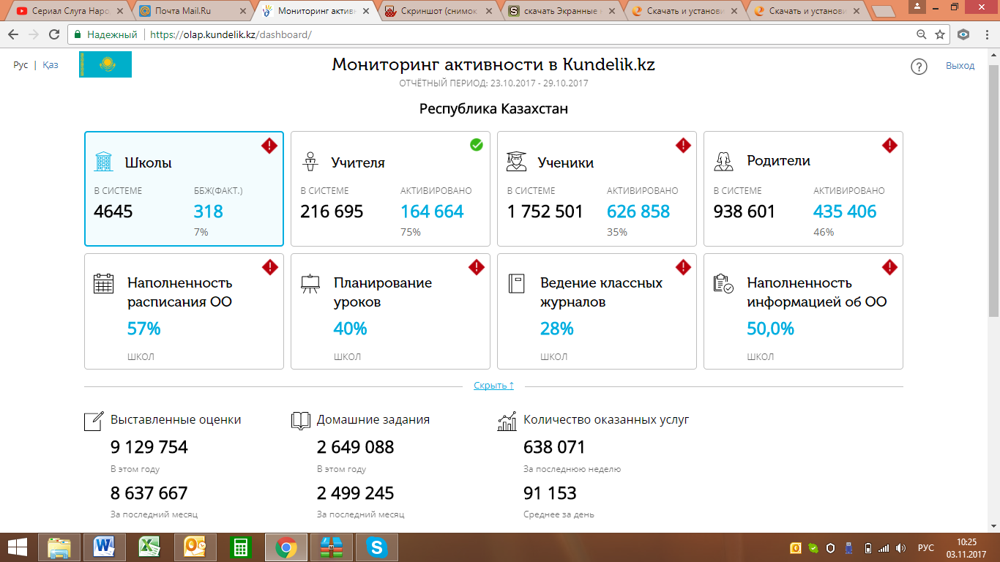 Сериал Слуга Наро
Почта Mail.Ru
Мониторинг актив
Скриншот (снимок
скачать Экранные
Скачать и установи
Скачать и установи
Надежный
https://olap.kundelik.kz/dashboard/
Рус | Қаз
Мониторинг активности в Kundelik.kz
Выход
ОТЧЁТНЫЙ ПЕРИОД: 23.10.2017 - 29.10.2017
Республика Казахстан
Школы
В СИСТЕМЕ ББЖ(ФАКТ.)
4645 318
7%
Учителя
В СИСТЕМЕ АКТИВИРОВАНО
216 695 164 664
75%
Ученики
В СИСТЕМЕ АКТИВИРОВАНО
1 752 501 626 858
35%
Родители
В СИСТЕМЕ АКТИВИРОВАНО
938 601 435 406
46%
Наполненность
расписания ОО
57%
ШКОЛ
Планирование
уроков
40%
ШКОЛ
Ведение классных
журналов
28%
ШКОЛ
Наполненность
информацией об ОО
50,0%
ШКОЛ
Скрыть ↑
Выставленные оценки
9 129 754
В этом году
8 637 667
За последний месяц
Домашние задания
2 649 088
В этом году
2 499 245
За последний месяц
Количество оказанных услуг
638 071
За последнюю неделю
91 153
Среднее за день
РУС
10:25
03.11.2017